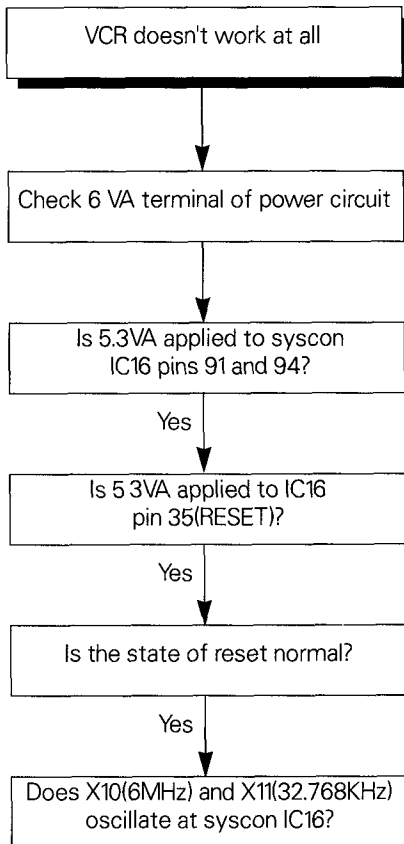 VCR doesn't work at all
Check 6 VA terminal of power circuit
Is 5.3VA applied to syscon
IC16 pins 91 and 94?
Yes
Is 5 3VA applied to IC16
pin 35(RESET)?
Yes
Is the state of reset normal?
Yes
Does X10(6MHz) and X11(32.768KHz)
oscillate at syscon IC16?